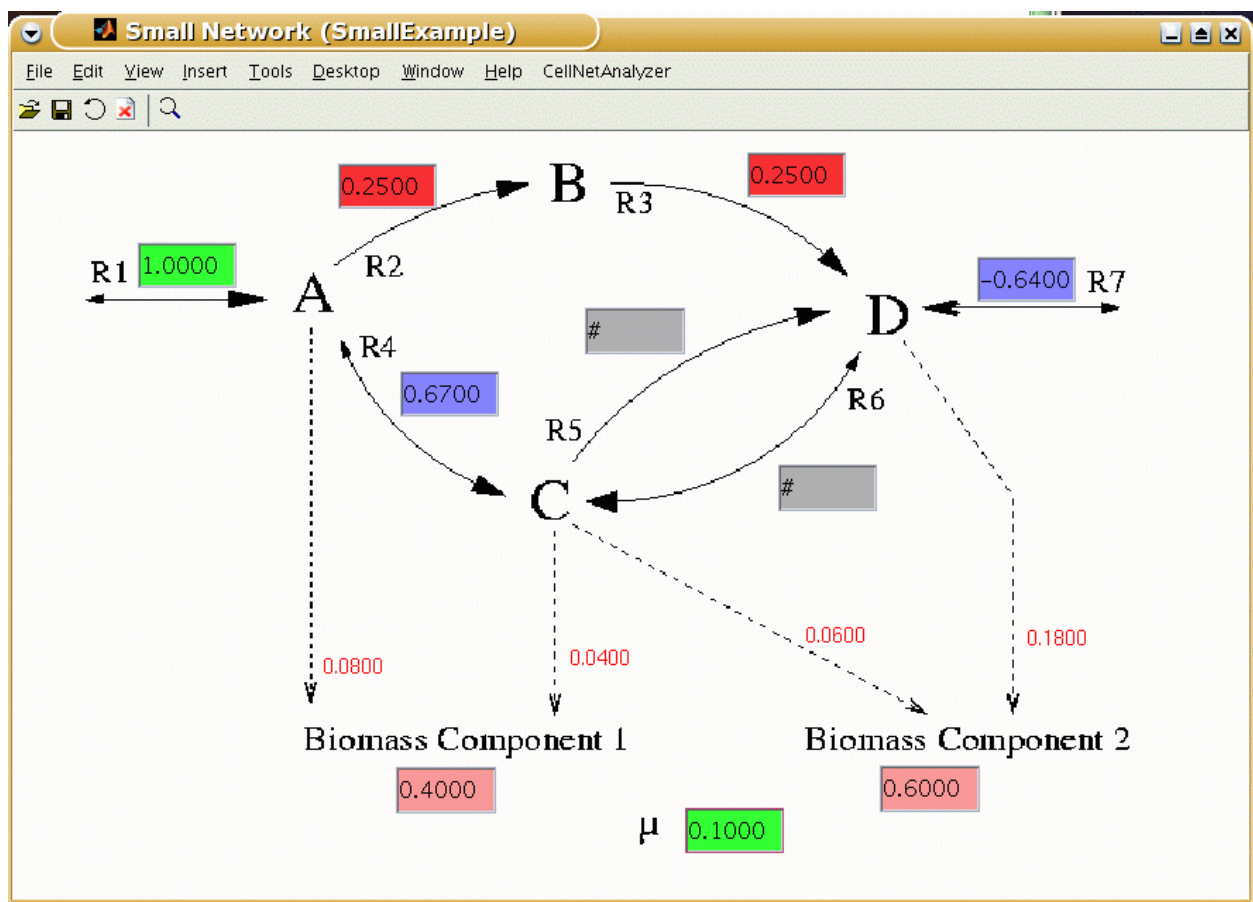 Small Network (SmallExample)
File Edit View Insert Tools Desktop Window Help CellNetAnalyzer
0.2500
B
R3
0.2500
R1
1.0000
A
R2
#
D
-0.6400
R7
R4
0.6700
R5
R6
C
#
0.0800
0.0400
0.0600
0.1800
Biomass Component 1
Biomass Component 2
0.4000
0.6000
μ
0.1000